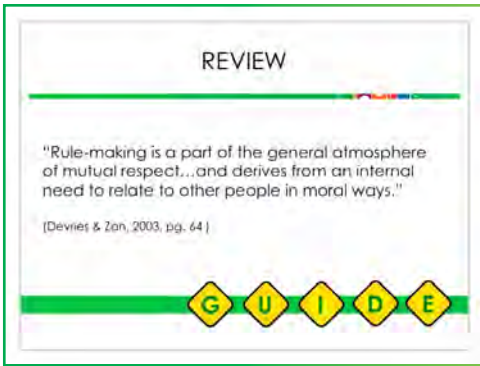 REVIEW
“Rule-making is a part of the general atmosphere
of mutual respect...and derives from an internal
need to relate to other people in moral ways.”
(Devries & Zan, 2003, pg. 64 )
G U I D E